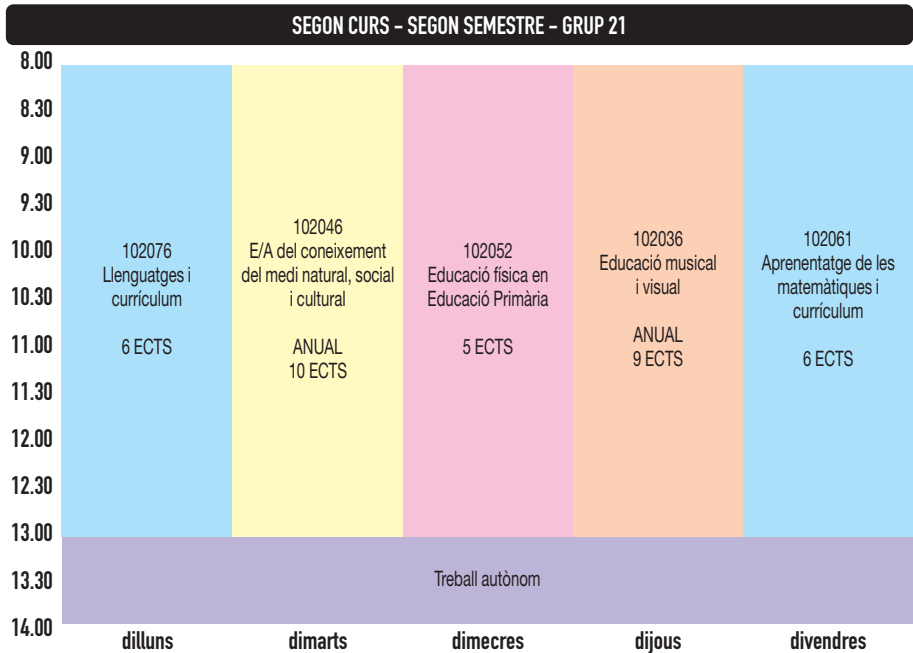 SEGON CURS – SEGON SEMESTRE – GRUP 21
8.00
8.30
9.00
9.30
10.00
10.30
11.00
11.30
12.00
12.30
13.00
13.30
14.00
102076
Llenguatges i
currículum
6 ECTS
102046
E/A del coneixement
del medi natural, social
i cultural
ANUAL
10 ECTS
102052
Educació física en
Educació Primària
5 ECTS
102036
Educació musical
i visual
ANUAL
9 ECTS
102061
Aprenentatge de les
matemàtiques i
currículum
6 ECTS
Treball autònom
dilluns
dimarts
dimecres
dijous
divendres